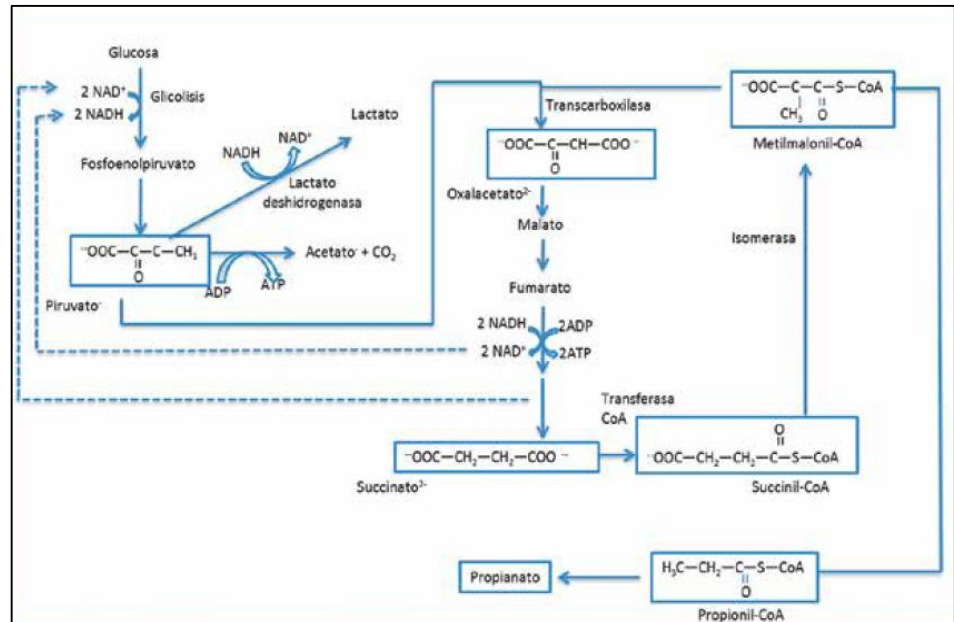 Glucosa
2 NAD⁺
Glicolisis
2 NADH
Fosfoenolpiruvato
⁻OOC—C—C—CH₃
O
Piruvato⁻
NADH
NAD⁺
Lactato
Lactato
deshidrogenasa
Acetato⁻ + CO₂
ADP
ATP
Transcarboxilasa
⁻OOC—C—CH—COO⁻
O
Oxalacetato²⁻
Malato
Fumarato
2 NADH
2ADP
2 NAD⁺
2ATP
⁻OOC—CH₂—CH₂—COO⁻
Succinato²⁻
Transferasa
CoA
O
⁻OOC—CH₂—CH₂—C—S—CoA
Succinil-CoA
Isomerasa
⁻OOC—C—C—S—CoA
CH₃ O
Metilmalonil-CoA
H₃C—CH₂—C—S—CoA
O
Propionil-CoA
Propianato